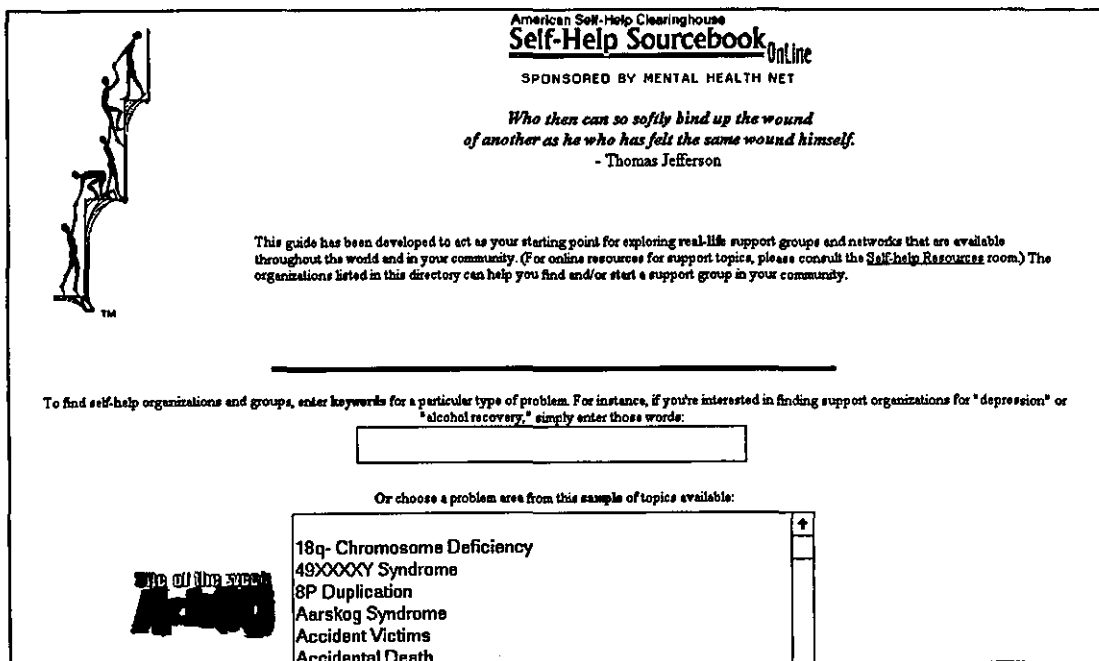 American Self-Help Clearinghouse
Self-Help Sourcebook OnLine
SPONSORED BY MENTAL HEALTH NET
Who then can so softly bind up the wound
of another as he who has felt the same wound himself.
- Thomas Jefferson
This guide has been developed to act as your starting point for exploring real-life support groups and networks that are available
throughout the world and in your community. (For online resources for support topics, please consult the Self-help Resources room.) The
organizations listed in this directory can help you find and/or start a support group in your community.
TM
To find self-help organizations and groups, enter keywords for a particular type of problem. For instance, if you're interested in finding support organizations for "depression" or
"alcohol recovery," simply enter those words:
Or choose a problem area from this sample of topics available:
18q- Chromosome Deficiency
49XXXXY Syndrome
8P Duplication
Aarskog Syndrome
Accident Victims
Accidental Death
Site of the week